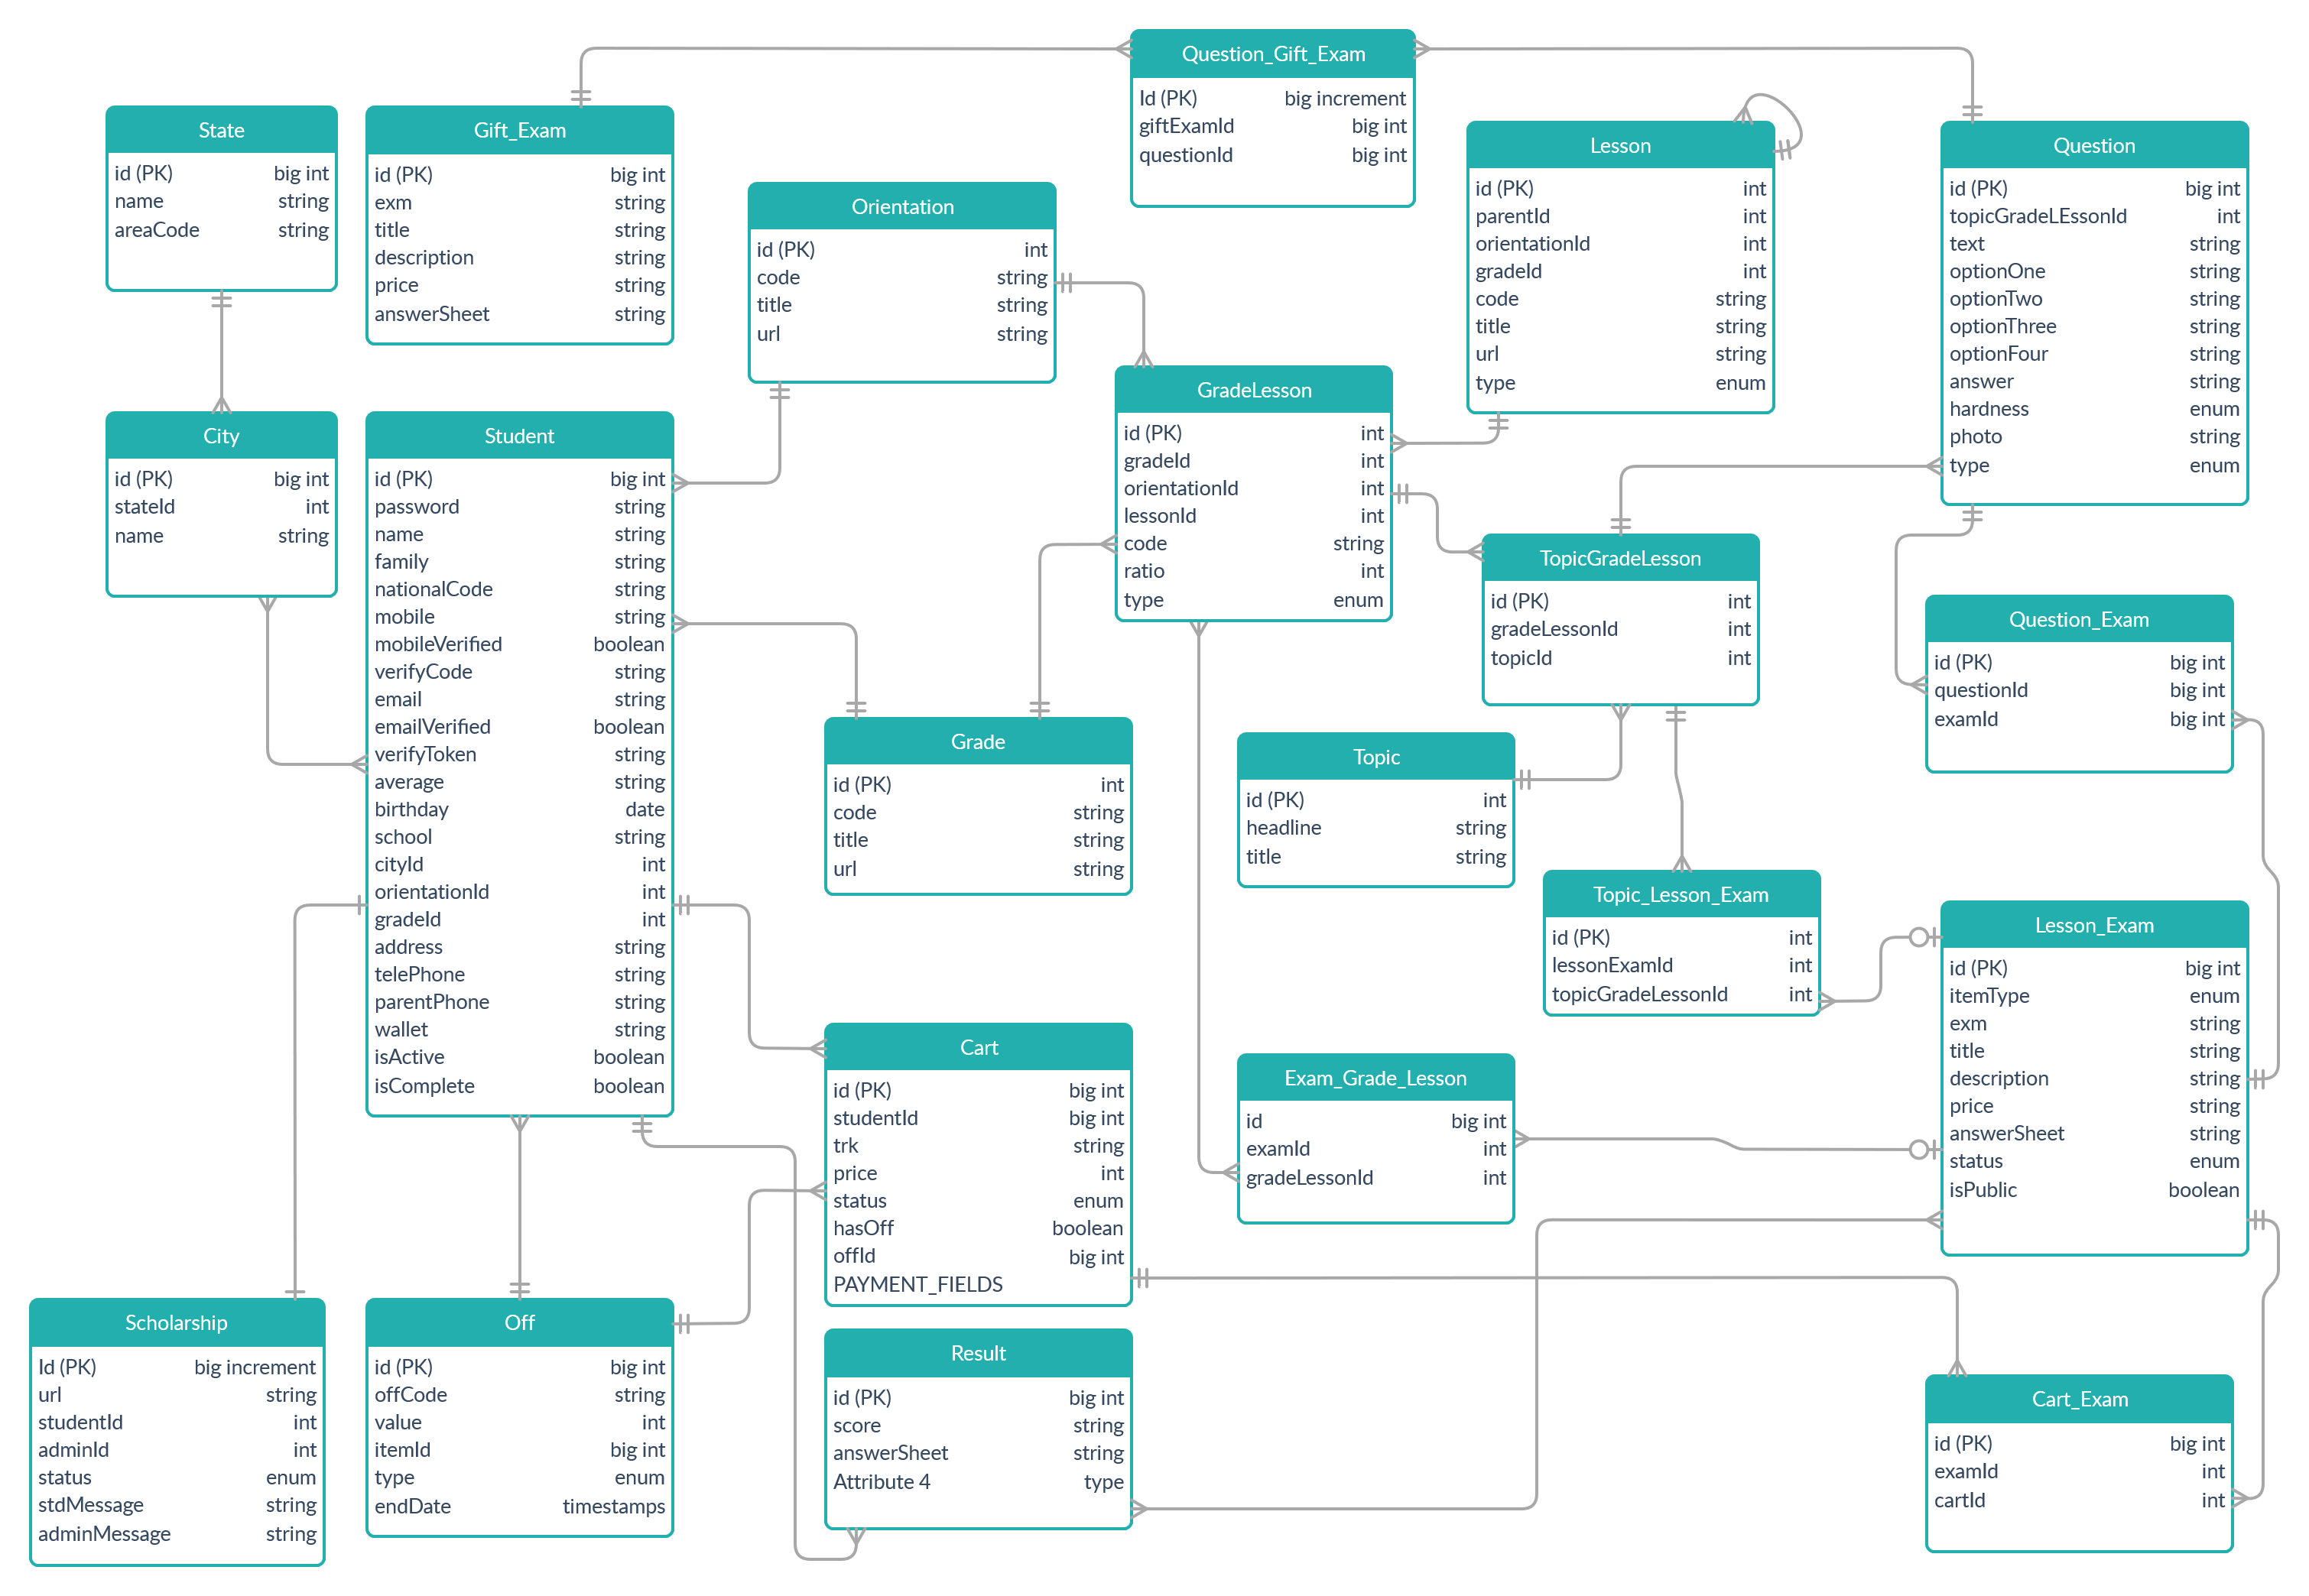 Question_Gift_Exam
Id (PK) big increment
giftExamId big int
questionId big int
State
id (PK) big int
name string
areaCode string
Gift_Exam
id (PK) big int
exm string
title string
description string
price string
answerSheet string
Orientation
id (PK) int
code string
title string
url string
Lesson
id (PK) int
parentId int
orientationId int
gradeId int
code string
title string
url string
type enum
Question
id (PK) big int
topicGradeLEssonId int
text string
optionOne string
optionTwo string
optionThree string
optionFour string
answer string
hardness enum
photo string
type enum
City
id (PK) big int
stateId int
name string
Student
id (PK) big int
password string
name string
family string
nationalCode string
mobile string
mobileVerified boolean
verifyCode string
email string
emailVerified boolean
verifyToken string
average string
birthday date
school string
cityId int
orientationId int
gradeId int
address string
telePhone string
parentPhone string
wallet string
isActive boolean
isComplete boolean
GradeLesson
id (PK) int
gradeId int
orientationId int
lessonId int
code string
ratio int
type enum
TopicGradeLesson
id (PK) int
gradeLessonId int
topicId int
Question_Exam
id (PK) big int
questionId big int
examId big int
Grade
id (PK) int
code string
title string
url string
Topic
id (PK) int
headline string
title string
Topic_Lesson_Exam
id (PK) int
lessonExamId int
topicGradeLessonId int
Lesson_Exam
id (PK) big int
itemType enum
exm string
title string
description string
price string
answerSheet string
status enum
isPublic boolean
Cart
id (PK) big int
studentId big int
trk string
price int
status enum
hasOff boolean
offId big int
PAYMENT_FIELDS
Exam_Grade_Lesson
id big int
examId int
gradeLessonId int
Scholarship
Id (PK) big increment
url string
studentId int
adminId int
status enum
stdMessage string
adminMessage string
Off
id (PK) big int
offCode string
value int
itemId big int
type enum
endDate timestamps
Result
id (PK) big int
score string
answerSheet string
Attribute 4 type
Cart_Exam
id (PK) big int
examId int
cartId int